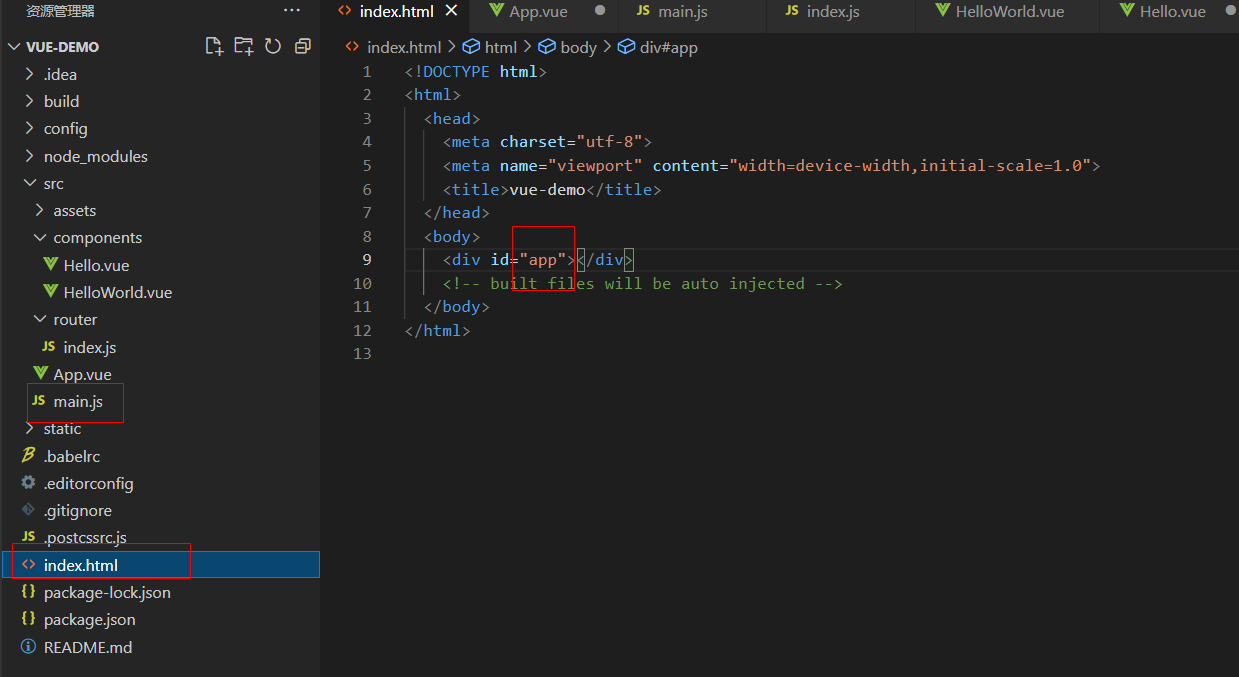 资源管理器 ···
VUE-DEMO
.idea
build
config
node_modules
src
assets
components
Hello.vue
HelloWorld.vue
router
JS index.js
App.vue
JS main.js
static
.babelrc
.editorconfig
.gitignore
JS .postcssrc.js
<> index.html
{} package-lock.json
{} package.json
README.md
<> index.html × App.vue ● JS main.js JS index.js HelloWorld.vue Hello.vue ●
<> index.html > html > body > div#app
1 <!DOCTYPE html>
2 <html>
3 <head>
4 <meta charset="utf-8">
5 <meta name="viewport" content="width=device-width,initial-scale=1.0">
6 <title>vue-demo</title>
7 </head>
8 <body>
9 <div id="app"></div>
10 <!-- built files will be auto injected -->
11 </body>
12 </html>
13